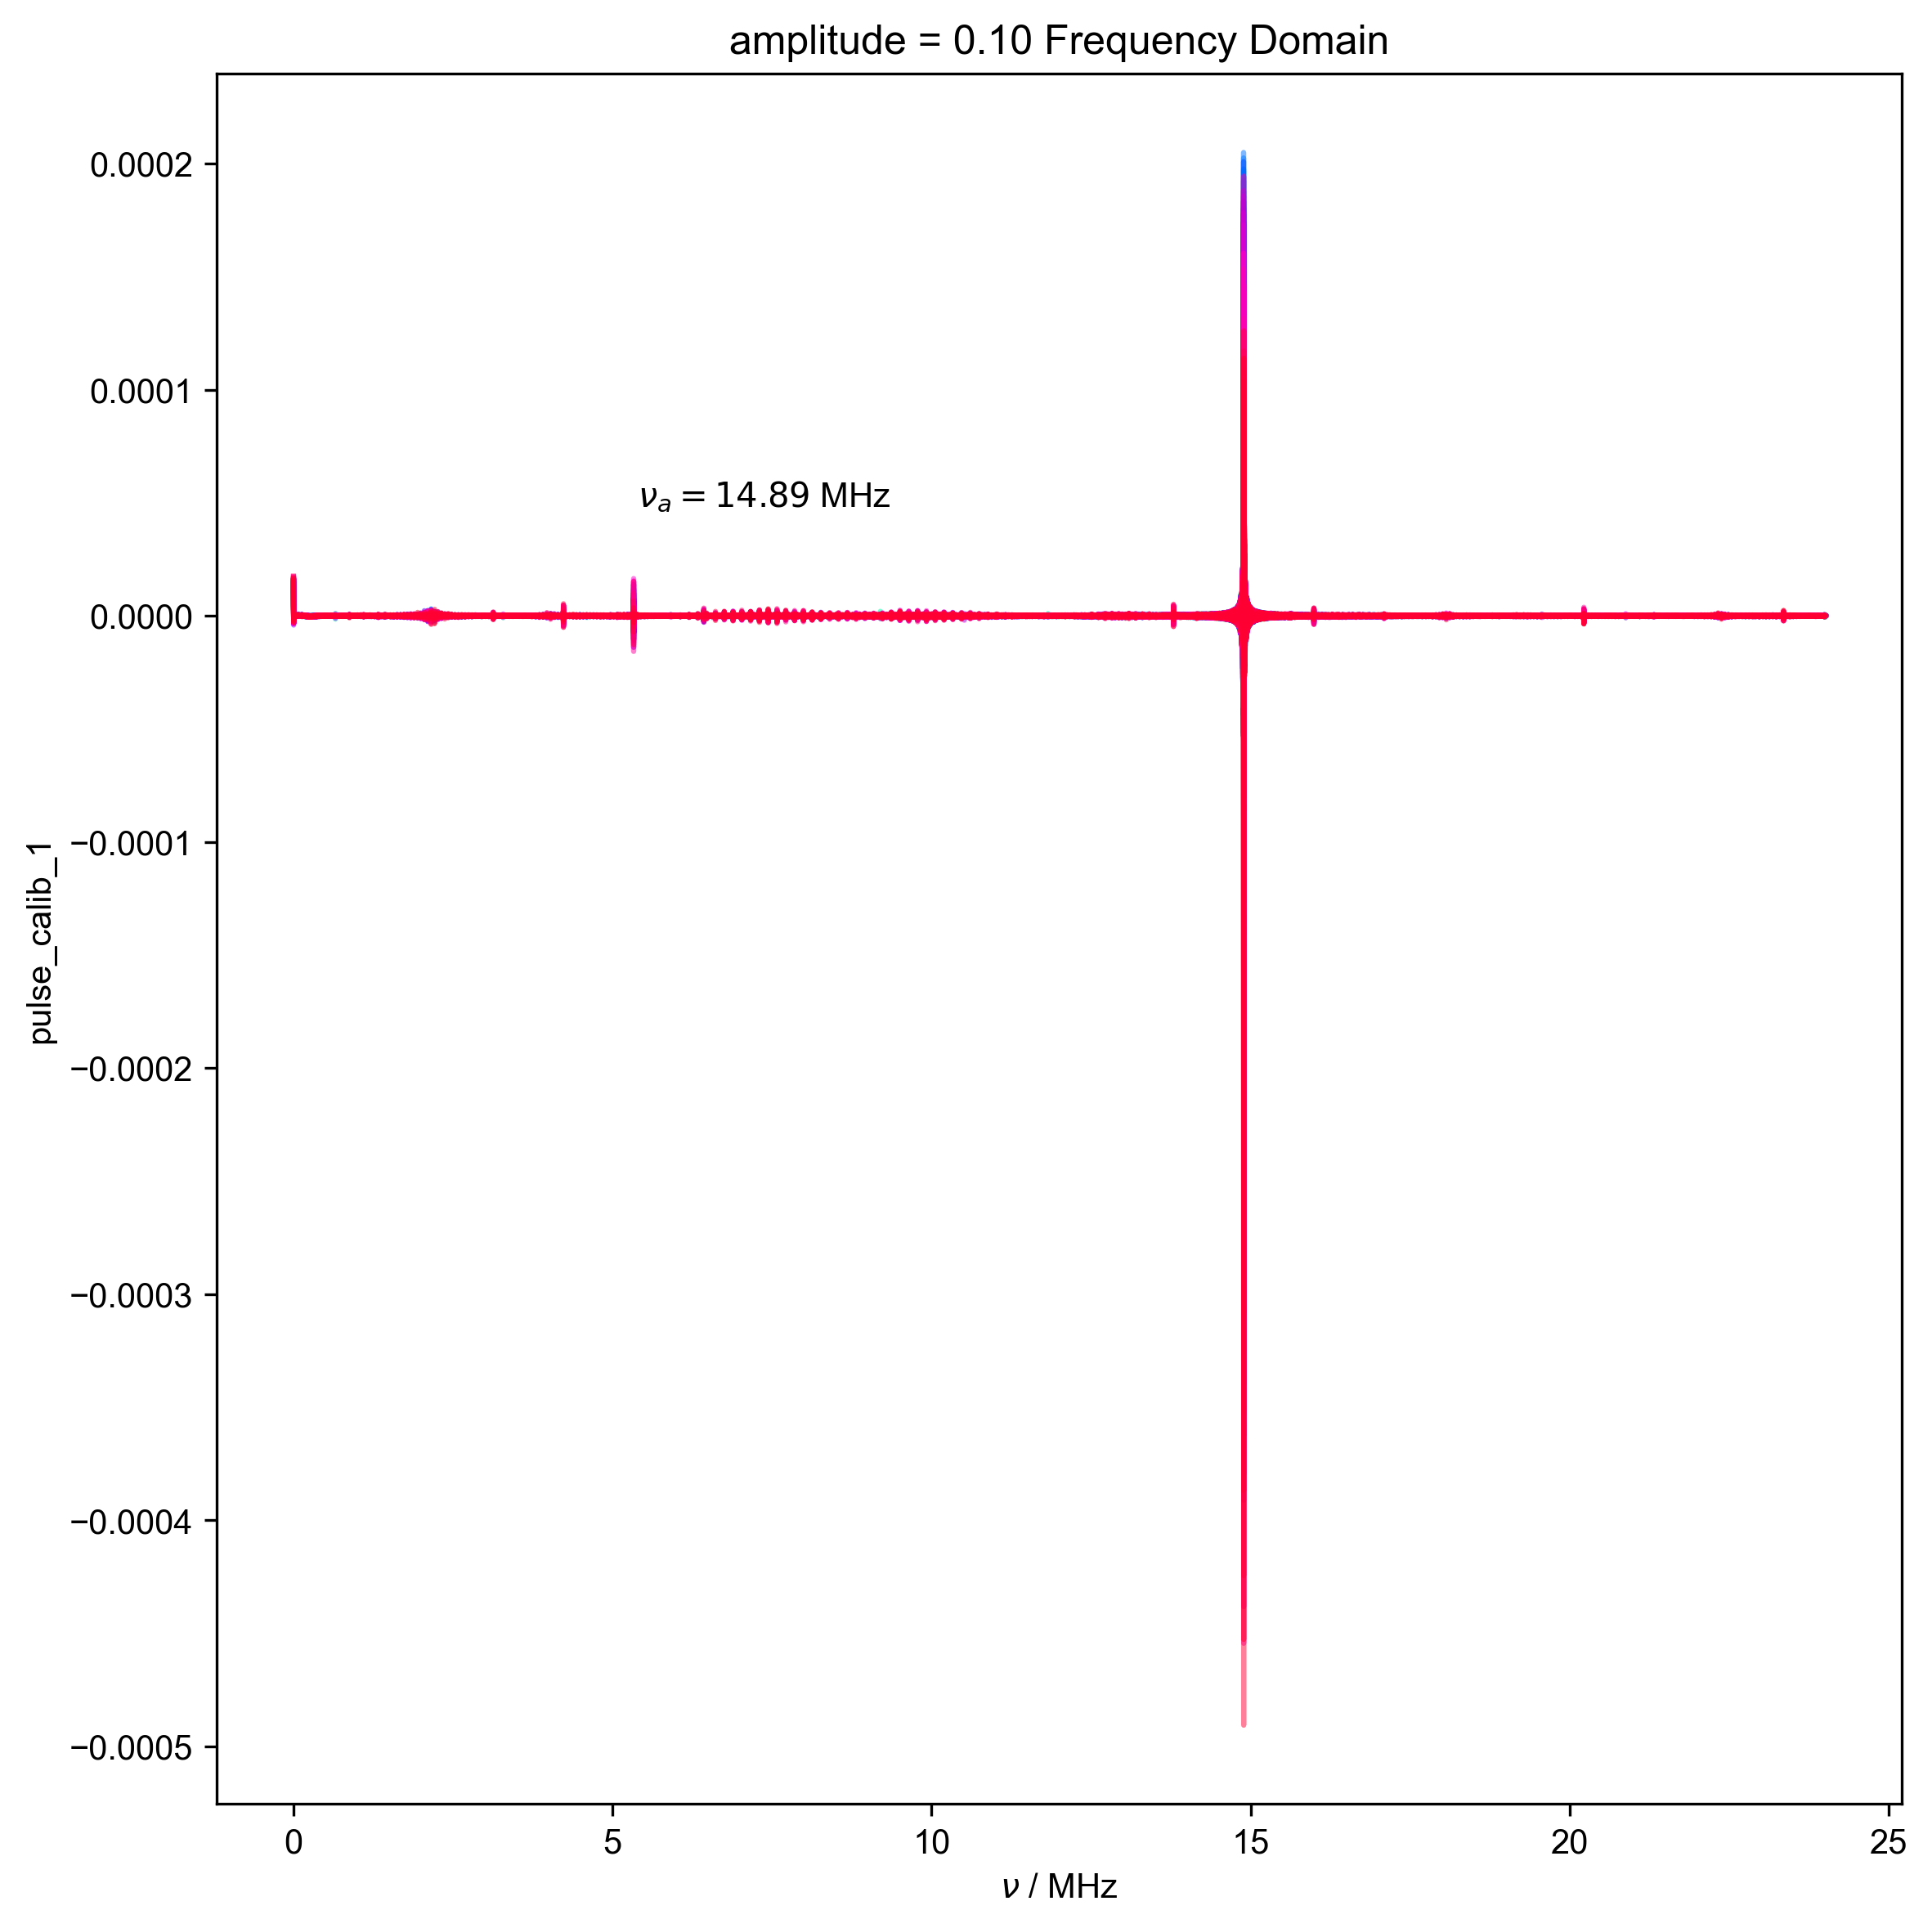 amplitude = 0.10 Frequency Domain
0.0002
0.0001
0.0000
−0.0001
−0.0002
−0.0003
−0.0004
−0.0005
pulse_calib_1
νₐ = 14.89 MHz
0 5 10 15 20 25
ν / MHz